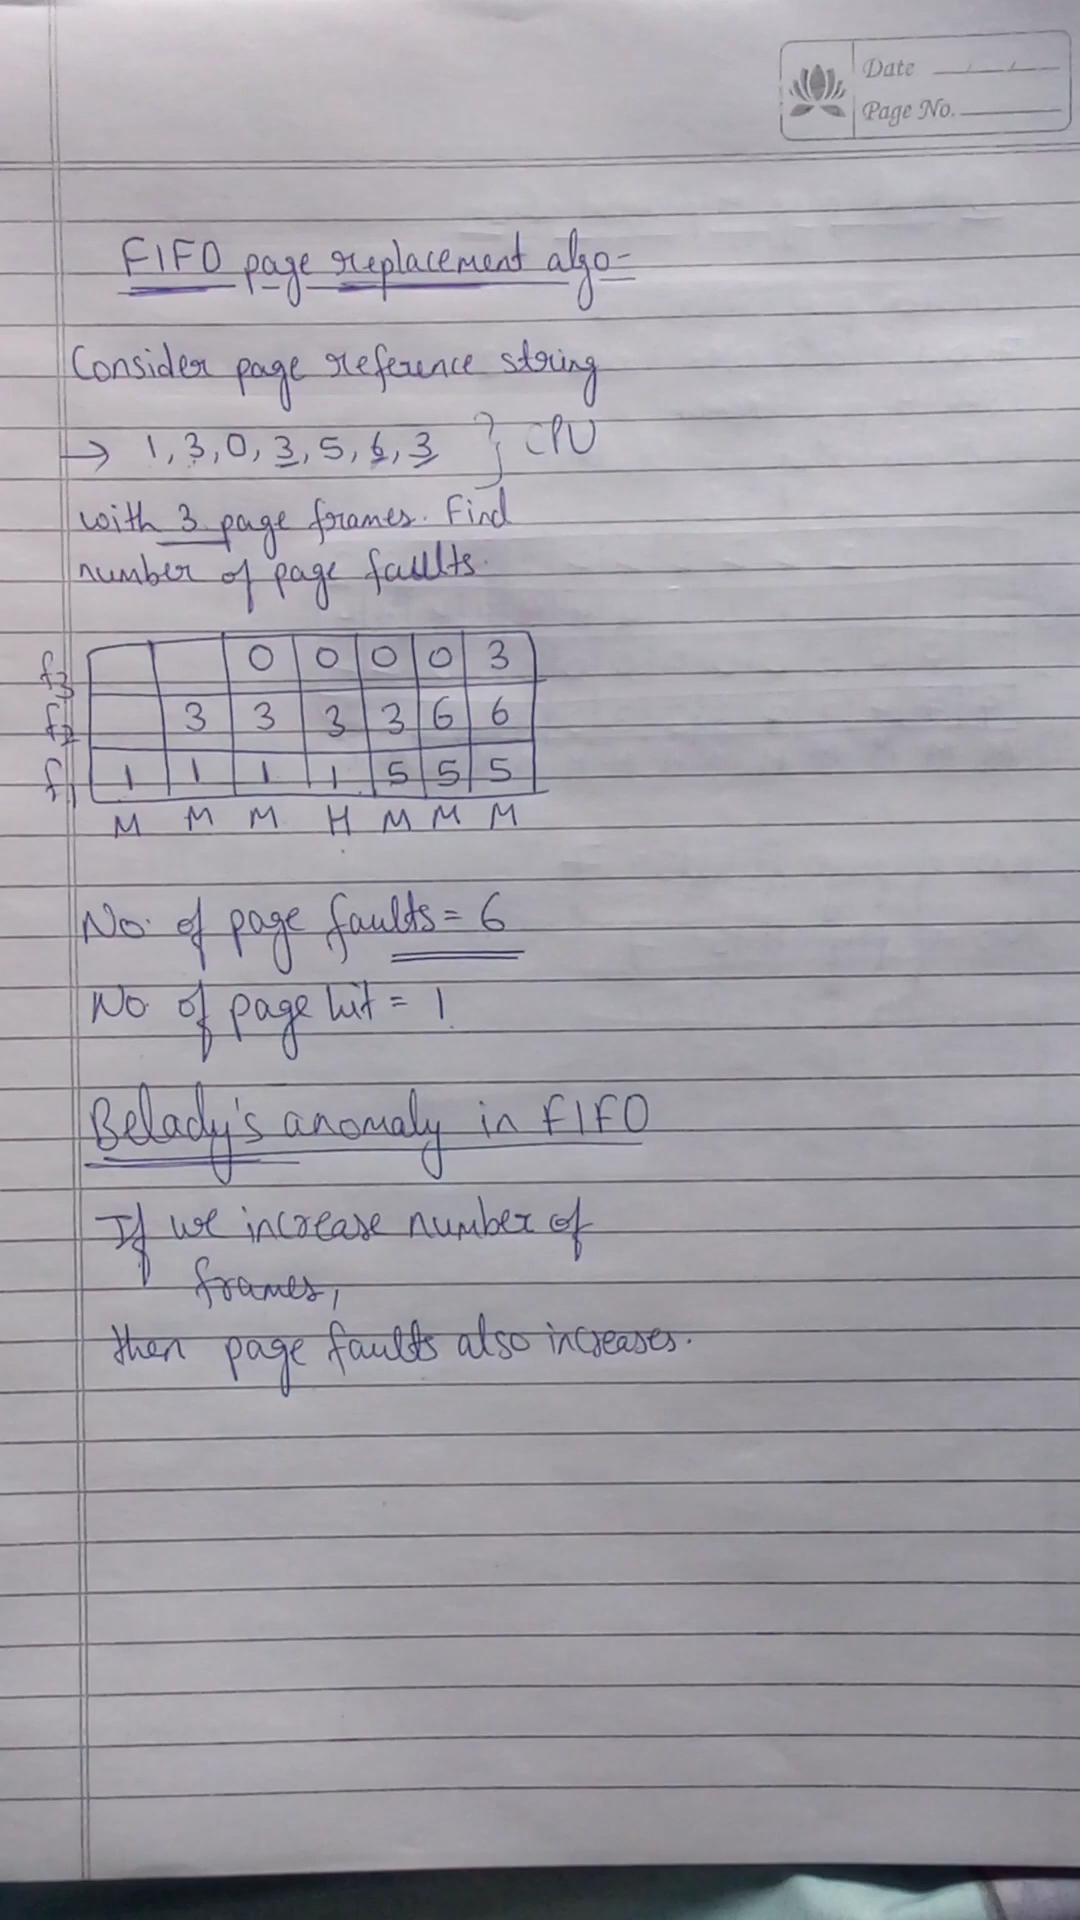 Date
Page No.
FIFO page replacement algo-
Consider page reference string
→ 1, 3, 0, 3, 5, 6, 3 } CPU
with 3 page frames. Find
number of page faults.
f3 0 0 0 0 3
f2 3 3 3 3 6 6
f1 1 1 1 1 5 5 5
M M M H M M M
No. of page faults = 6
No of page hit = 1
Belady's anomaly in FIFO
If we increase number of
frames,
then page faults also increases.